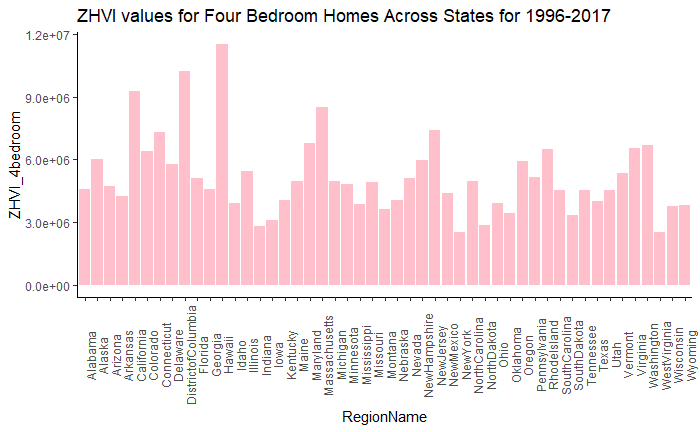 ZHVI values for Four Bedroom Homes Across States for 1996-2017
1.2e+07
9.0e+06
6.0e+06
3.0e+06
0.0e+00
ZHVI_4bedroom
Alabama
Alaska
Arizona
Arkansas
California
Colorado
Connecticut
Delaware
DistrictofColumbia
Florida
Georgia
Hawaii
Idaho
Illinois
Indiana
Iowa
Kentucky
Maine
Maryland
Massachusetts
Michigan
Minnesota
Mississippi
Missouri
Montana
Nebraska
Nevada
NewHampshire
NewJersey
NewMexico
NewYork
NorthCarolina
NorthDakota
Ohio
Oklahoma
Oregon
Pennsylvania
RhodeIsland
SouthCarolina
SouthDakota
Tennessee
Texas
Utah
Vermont
Virginia
Washington
WestVirginia
Wisconsin
Wyoming
RegionName